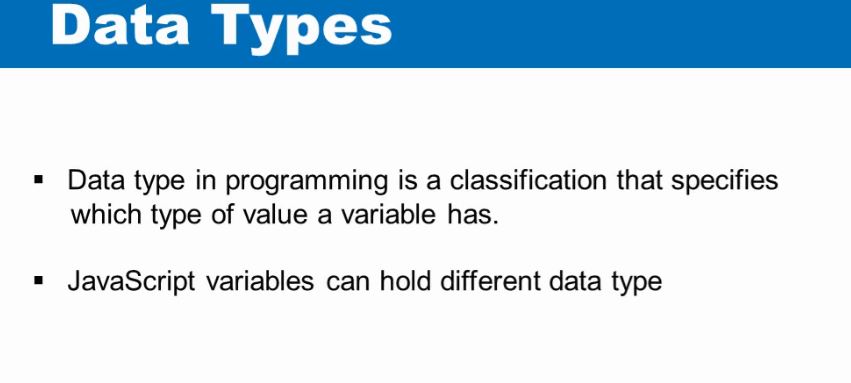 Data Types
▪ Data type in programming is a classification that specifies
which type of value a variable has.
▪ JavaScript variables can hold different data type